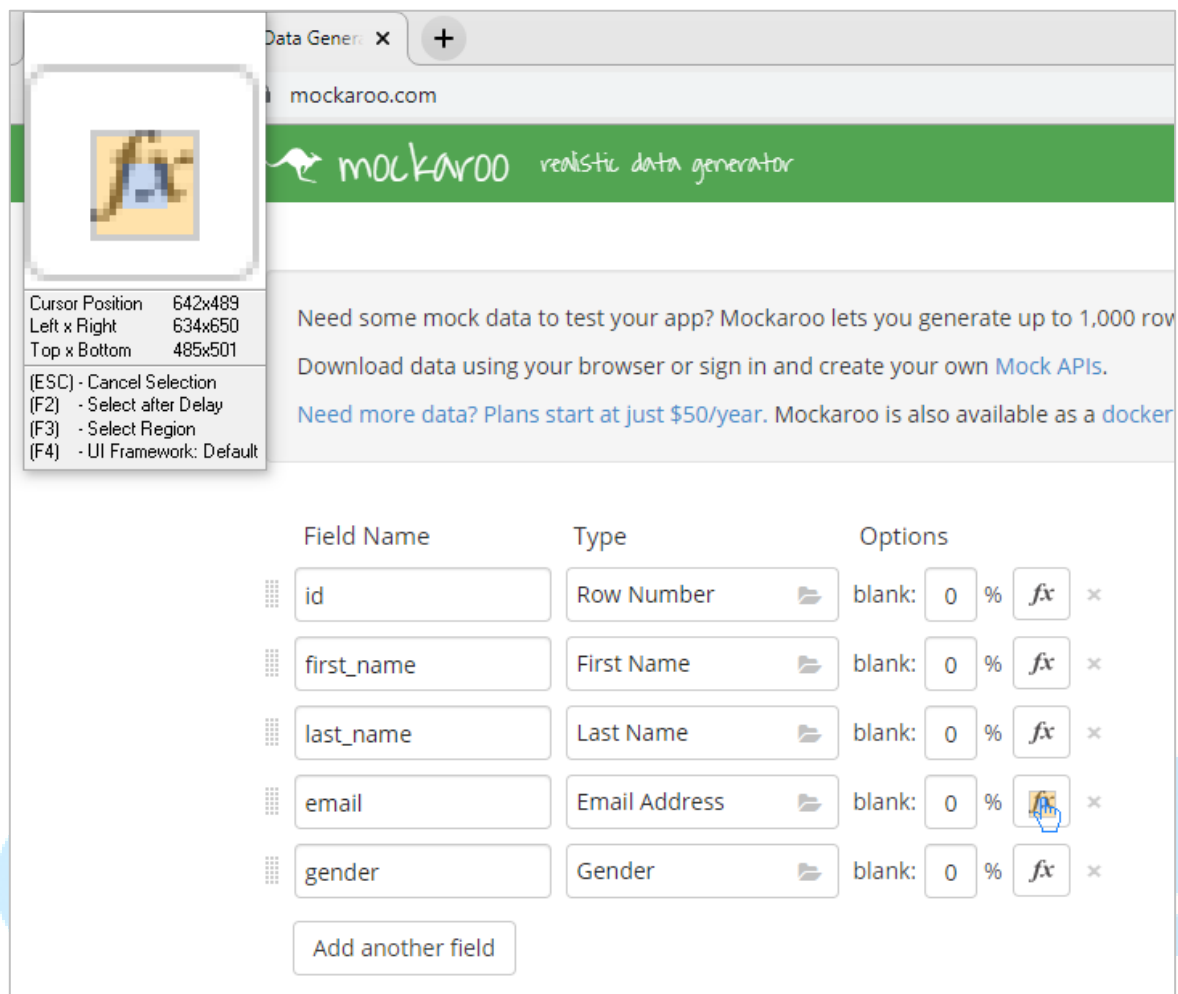 Data Genera
mockaroo.com
mockaroo realistic data generator
fx
Cursor Position 642x489
Left x Right 634x650
Top x Bottom 485x501
(ESC) - Cancel Selection
(F2) - Select after Delay
(F3) - Select Region
(F4) - UI Framework: Default
Need some mock data to test your app? Mockaroo lets you generate up to 1,000 row
Download data using your browser or sign in and create your own Mock APIs.
Need more data? Plans start at just $50/year. Mockaroo is also available as a docker
Field Name Type Options
id Row Number blank: 0 % fx ×
first_name First Name blank: 0 % fx ×
last_name Last Name blank: 0 % fx ×
email Email Address blank: 0 % fx ×
gender Gender blank: 0 % fx ×
Add another field